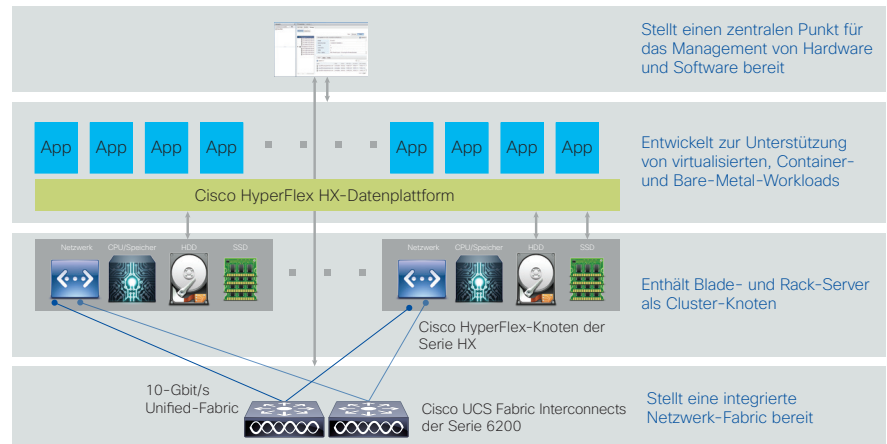 Stellt einen zentralen Punkt für
das Management von Hardware
und Software bereit
App App App App App App App App
Cisco HyperFlex HX-Datenplattform
Entwickelt zur Unterstützung
von virtualisierten, Container-
und Bare-Metal-Workloads
Netzwerk CPU/Speicher HDD SSD
Netzwerk CPU/Speicher HDD SSD
Cisco HyperFlex-Knoten der
Serie HX
Enthält Blade- und Rack-Server
als Cluster-Knoten
10-Gbit/s
Unified-Fabric
Cisco UCS Fabric Interconnects
der Serie 6200
Stellt eine integrierte
Netzwerk-Fabric bereit